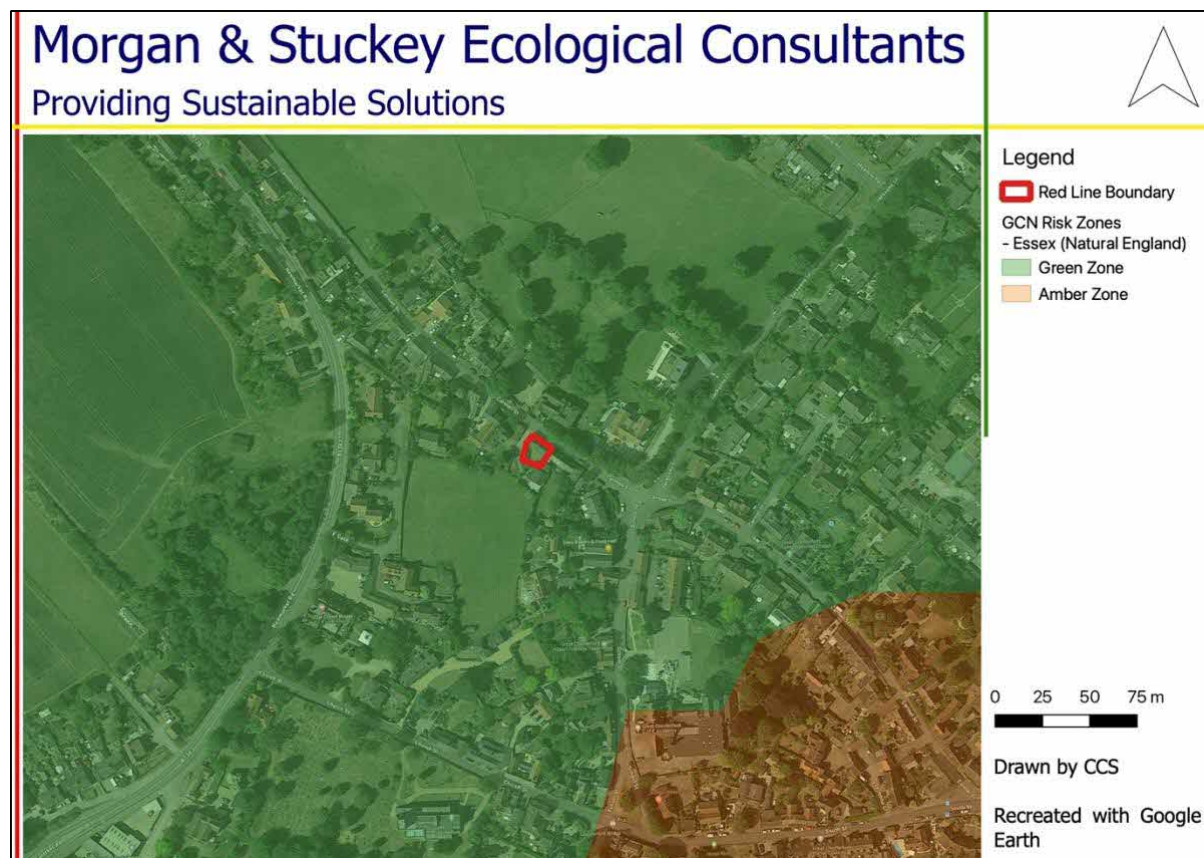 Morgan & Stuckey Ecological Consultants
Providing Sustainable Solutions
Legend
Red Line Boundary
GCN Risk Zones
- Essex (Natural England)
Green Zone
Amber Zone
0 25 50 75 m
Drawn by CCS
Recreated with Google
Earth